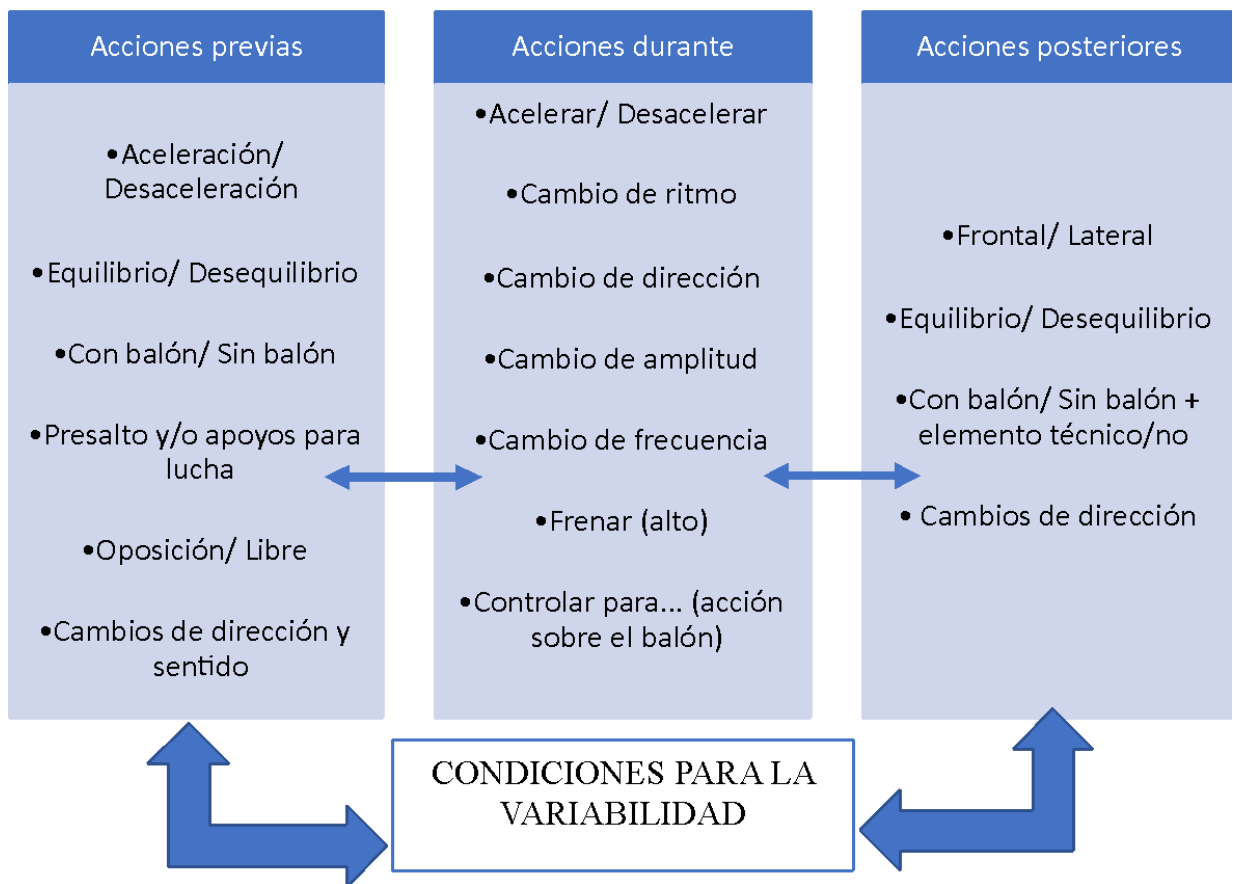 Acciones previas
•Aceleración/
Desaceleración
•Equilibrio/ Desequilibrio
•Con balón/ Sin balón
•Presalto y/o apoyos para
lucha
•Oposición/ Libre
•Cambios de dirección y
sentido
Acciones durante
•Acelerar/ Desacelerar
•Cambio de ritmo
•Cambio de dirección
•Cambio de amplitud
•Cambio de frecuencia
•Frenar (alto)
•Controlar para... (acción
sobre el balón)
Acciones posteriores
•Frontal/ Lateral
•Equilibrio/ Desequilibrio
•Con balón/ Sin balón +
elemento técnico/no
• Cambios de dirección
CONDICIONES PARA LA
VARIABILIDAD